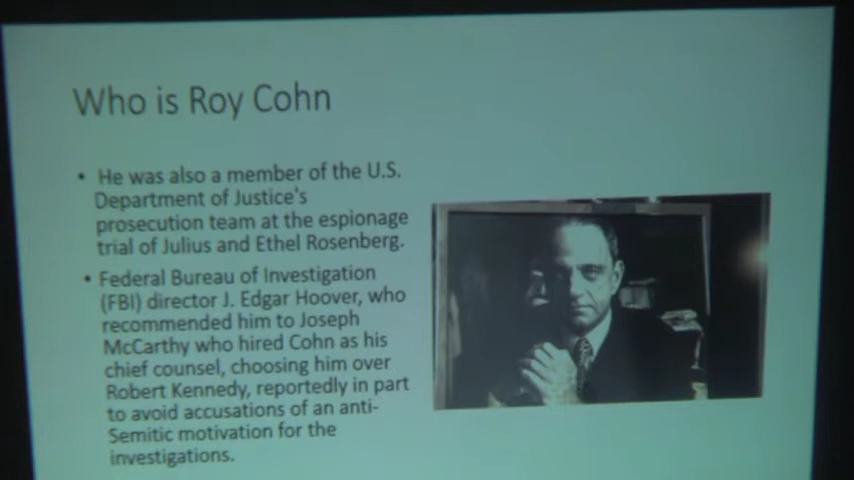 Who is Roy Cohn
• He was also a member of the U.S.
Department of Justice's
prosecution team at the espionage
trial of Julius and Ethel Rosenberg.
• Federal Bureau of Investigation
(FBI) director J. Edgar Hoover, who
recommended him to Joseph
McCarthy who hired Cohn as his
chief counsel, choosing him over
Robert Kennedy, reportedly in part
to avoid accusations of an anti-
Semitic motivation for the
investigations.